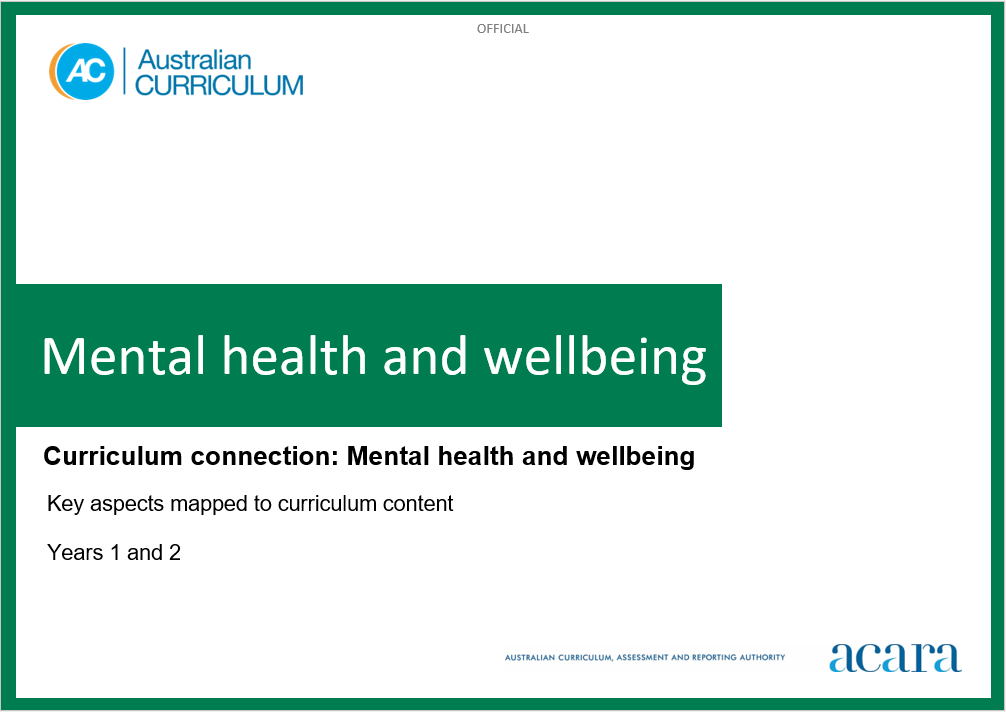 OFFICIAL
AC
Australian
CURRICULUM
Mental health and wellbeing
Curriculum connection: Mental health and wellbeing
Key aspects mapped to curriculum content
Years 1 and 2
AUSTRALIAN CURRICULUM, ASSESSMENT AND REPORTING AUTHORITY
acara